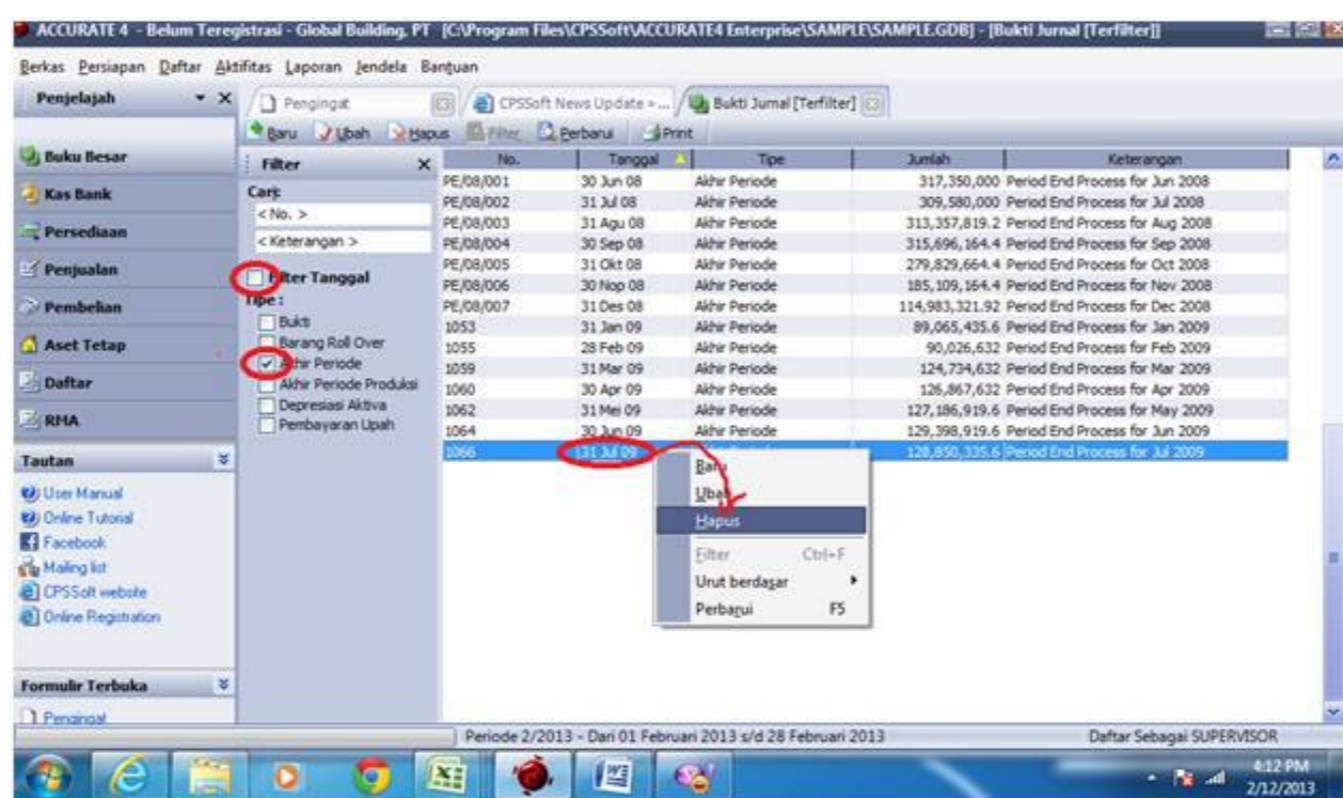 ACCURATE 4 - Belum Teregistrasi - Global Building, PT [C:\Program Files\CPSSoft\ACCURATE4 Enterprise\SAMPLE\SAMPLE.GDB] - [Bukti Jurnal [Terfilter]]
Berkas Persiapan Daftar Aktifitas Laporan Jendela Bantuan
Penjelajah
Pengingat
CPSSoft News Update » ...
Bukti Jurnal [Terfilter]
Baru Ubah Hapus Filter Perbarui Print
Buku Besar
Kas Bank
Persediaan
Penjualan
Pembelian
Aset Tetap
Daftar
RMA
Tautan
User Manual
Online Tutorial
Facebook
Mailing list
CPSSoft website
Online Registration
Formulir Terbuka
Pengingat
Filter
Cari:
< No. >
< Keterangan >
Filter Tanggal
Tipe :
Bukti
Barang Roll Over
Akhir Periode
Akhir Periode Produksi
Depresiasi Aktiva
Pembayaran Upah
No. Tanggal Tipe Jumlah Keterangan
PE/08/001 30 Jun 08 Akhir Periode 317,350,000 Period End Process for Jun 2008
PE/08/002 31 Jul 08 Akhir Periode 309,580,000 Period End Process for Jul 2008
PE/08/003 31 Agu 08 Akhir Periode 313,357,819.2 Period End Process for Aug 2008
PE/08/004 30 Sep 08 Akhir Periode 315,696,164.4 Period End Process for Sep 2008
PE/08/005 31 Okt 08 Akhir Periode 279,829,664.4 Period End Process for Oct 2008
PE/08/006 30 Nop 08 Akhir Periode 185,109,164.4 Period End Process for Nov 2008
PE/08/007 31 Des 08 Akhir Periode 114,983,321.92 Period End Process for Dec 2008
1053 31 Jan 09 Akhir Periode 89,065,435.6 Period End Process for Jan 2009
1055 28 Feb 09 Akhir Periode 90,026,632 Period End Process for Feb 2009
1059 31 Mar 09 Akhir Periode 124,734,632 Period End Process for Mar 2009
1060 30 Apr 09 Akhir Periode 126,867,632 Period End Process for Apr 2009
1062 31 Mei 09 Akhir Periode 127,186,919.6 Period End Process for May 2009
1064 30 Jun 09 Akhir Periode 129,398,919.6 Period End Process for Jun 2009
1066 31 Jul 09 128,850,335.6 Period End Process for Jul 2009
Baru
Ubah
Hapus
Filter Ctrl+F
Urut berdasar
Perbarui F5
Periode 2/2013 - Dari 01 Februari 2013 s/d 28 Februari 2013
Daftar Sebagai SUPERVISOR
4:12 PM
2/12/2013